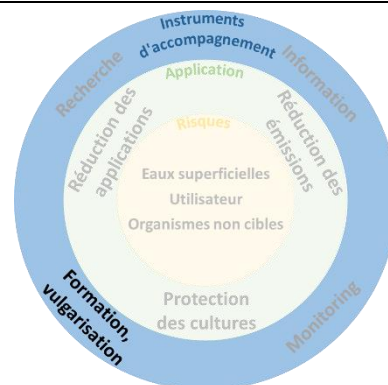 Instruments
d'accompagnement
Recherche
Information
Application
Réduction des
applications
Réduction des
émissions
Risques
Eaux superficielles
Utilisateur
Organismes non cibles
Protection
des cultures
Formation,
vulgarisation
Monitoring